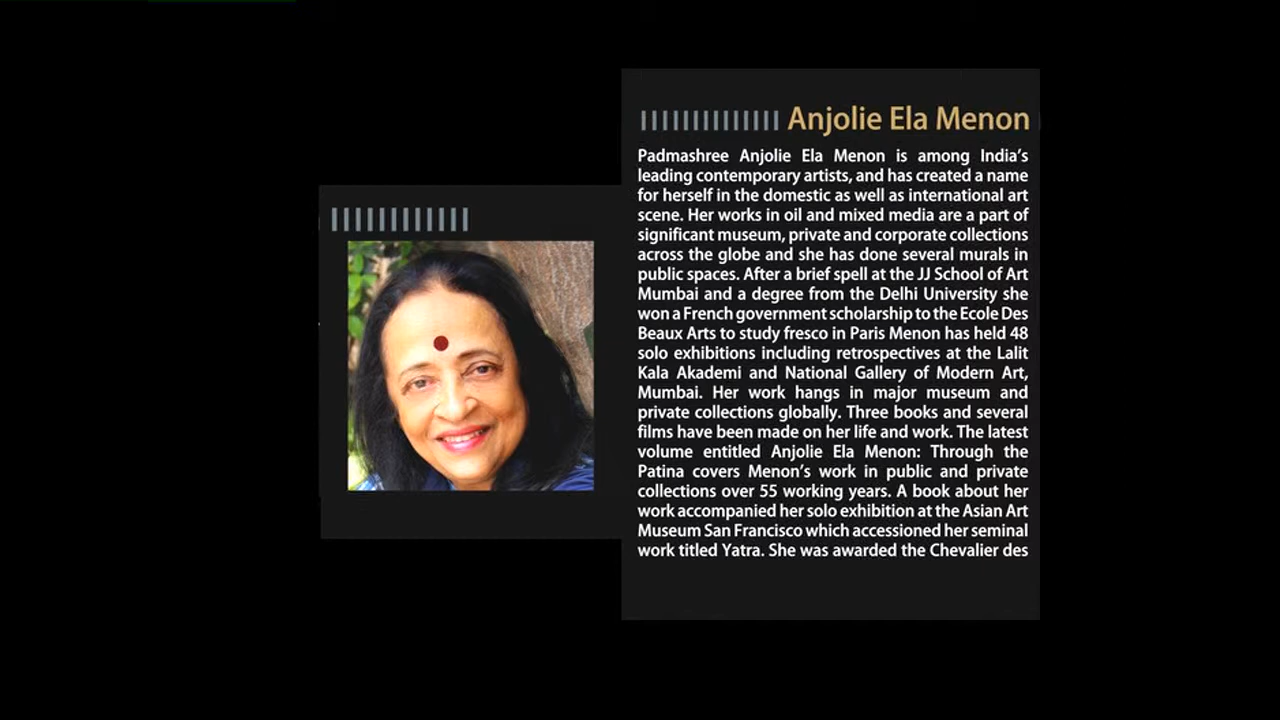 Anjolie Ela Menon
Padmashree Anjolie Ela Menon is among India's
leading contemporary artists, and has created a name
for herself in the domestic as well as international art
scene. Her works in oil and mixed media are a part of
significant museum, private and corporate collections
across the globe and she has done several murals in
public spaces. After a brief spell at the JJ School of Art
Mumbai and a degree from the Delhi University she
won a French government scholarship to the Ecole Des
Beaux Arts to study fresco in Paris Menon has held 48
solo exhibitions including retrospectives at the Lalit
Kala Akademi and National Gallery of Modern Art,
Mumbai. Her work hangs in major museum and
private collections globally. Three books and several
films have been made on her life and work. The latest
volume entitled Anjolie Ela Menon: Through the
Patina covers Menon's work in public and private
collections over 55 working years. A book about her
work accompanied her solo exhibition at the Asian Art
Museum San Francisco which accessioned her seminal
work titled Yatra. She was awarded the Chevalier des